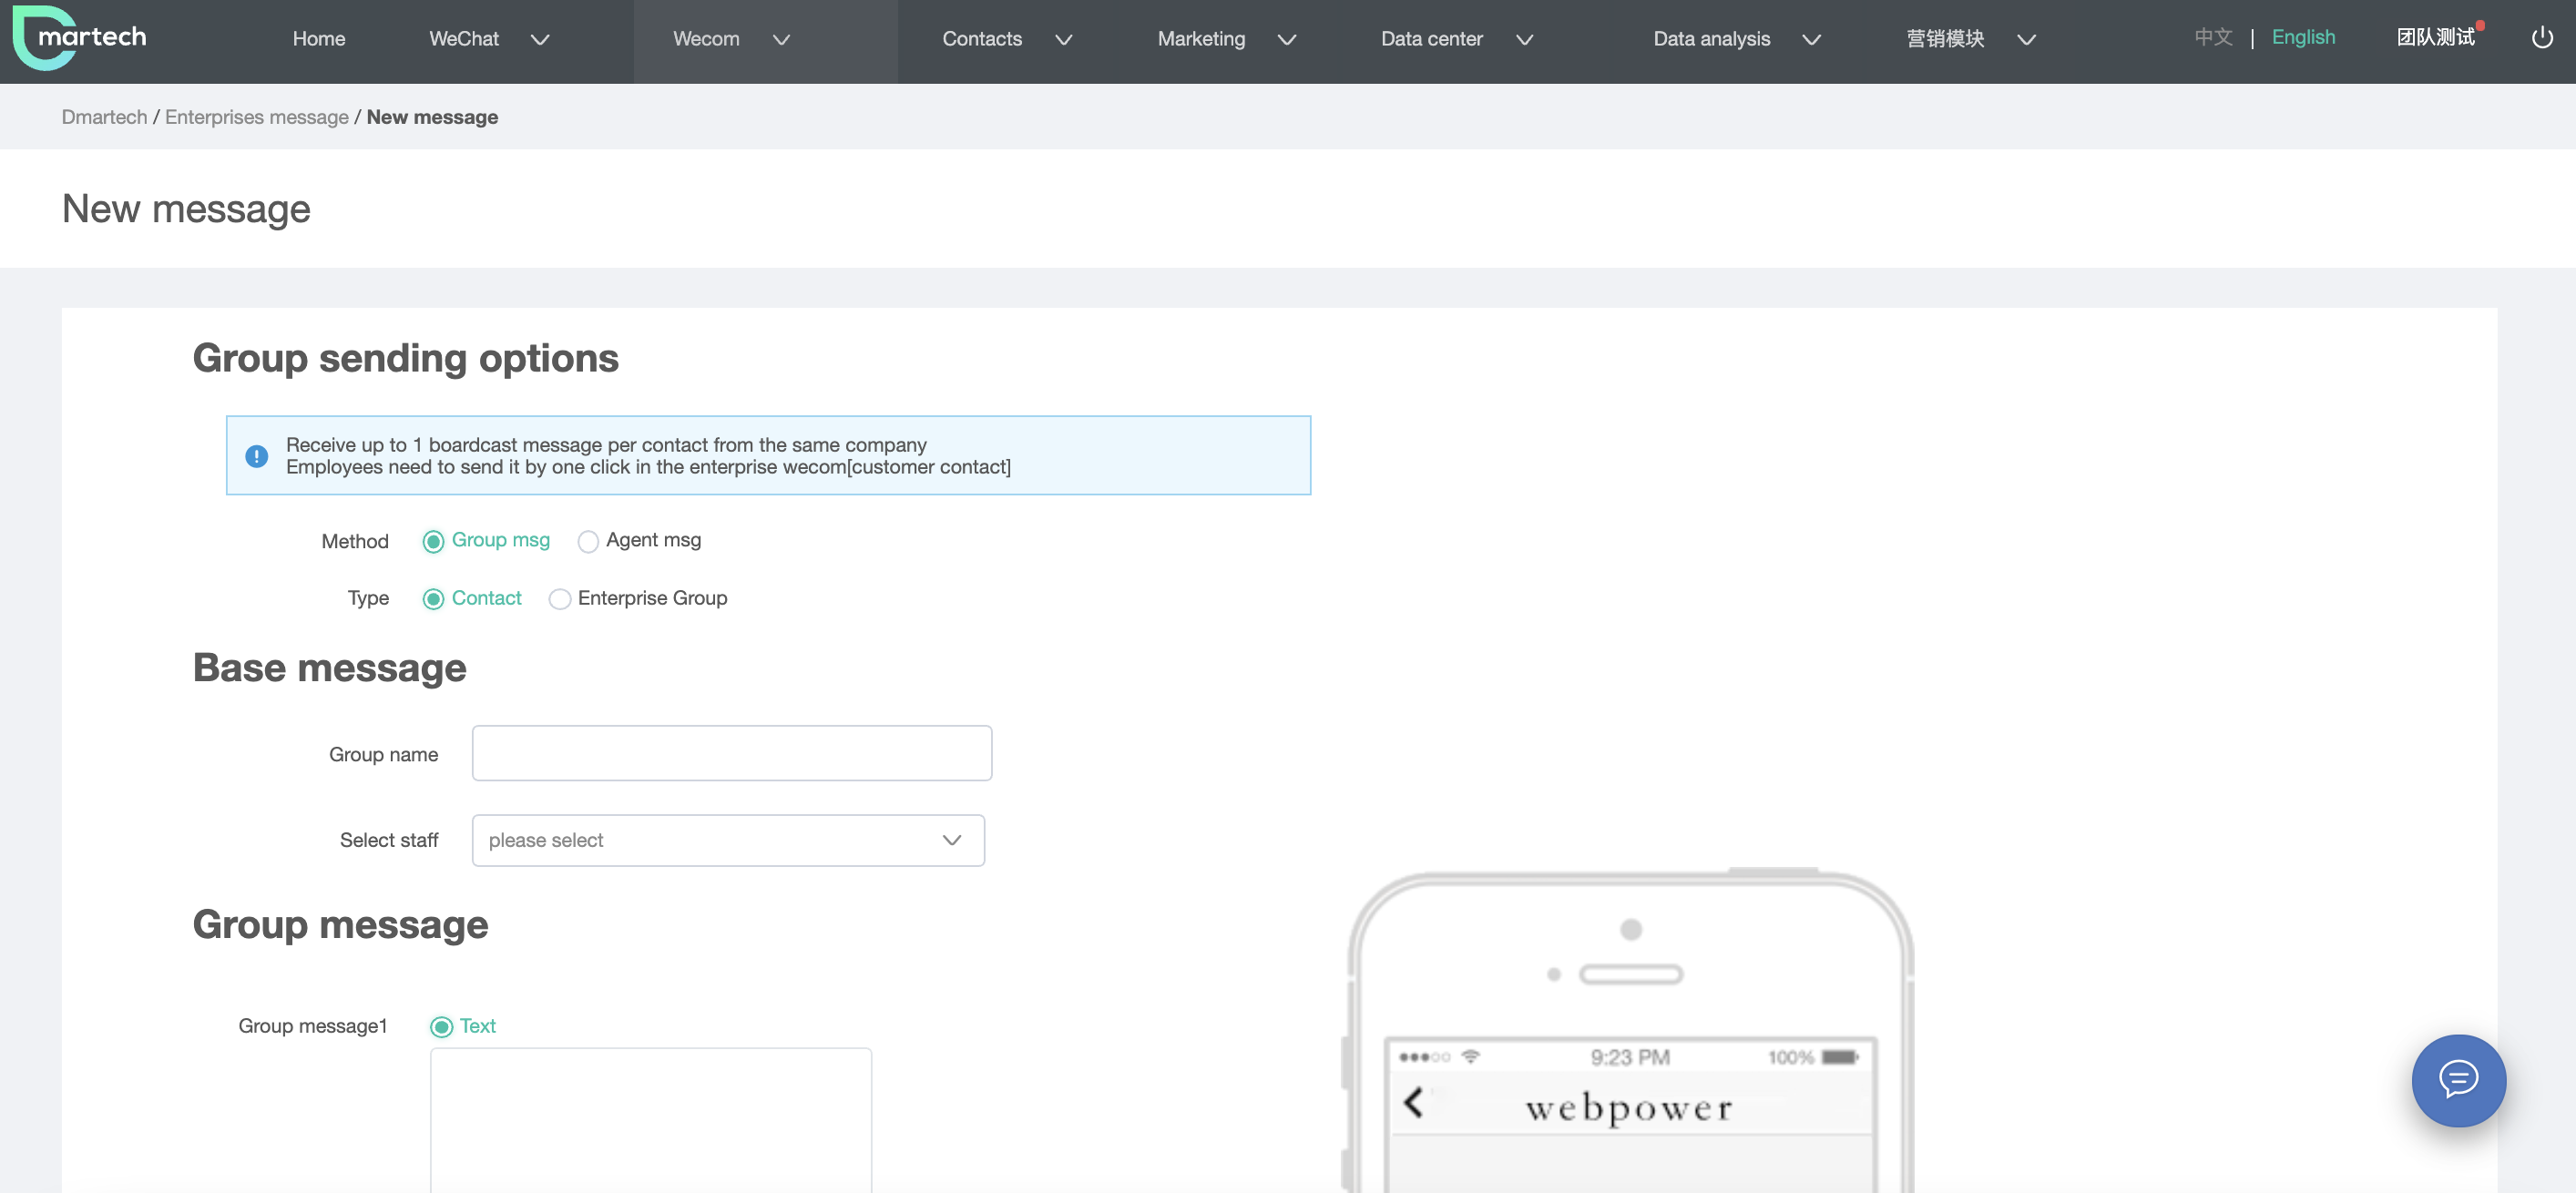 Dmartech
Home
WeChat
Wecom
Contacts
Marketing
Data center
Data analysis
营销模块
中文 | English
团队测试
Dmartech / Enterprises message / New message
New message
Group sending options
Receive up to 1 boardcast message per contact from the same company
Employees need to send it by one click in the enterprise wecom[customer contact]
Method Group msg Agent msg
Type Contact Enterprise Group
Base message
Group name
Select staff please select
Group message
Group message1 Text
9:23 PM 100%
webpower